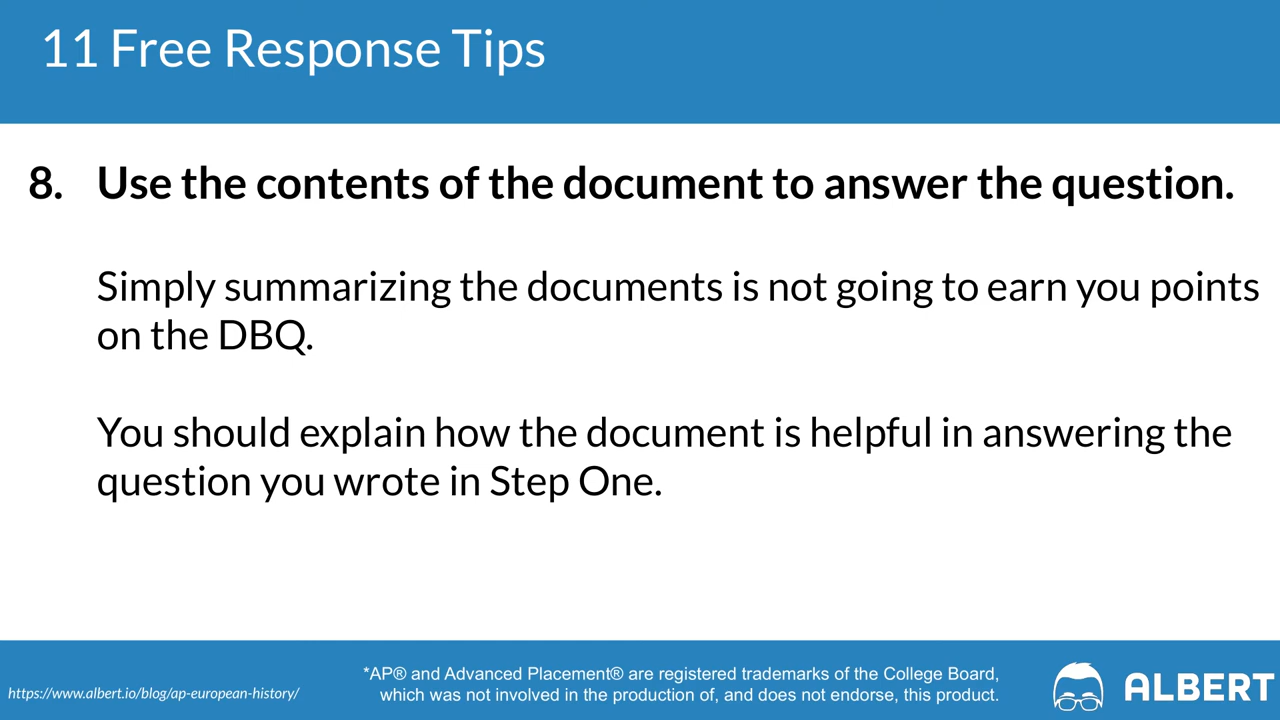 11 Free Response Tips
8. Use the contents of the document to answer the question.
Simply summarizing the documents is not going to earn you points
on the DBQ.
You should explain how the document is helpful in answering the
question you wrote in Step One.
https://www.albert.io/blog/ap-european-history/
*AP® and Advanced Placement® are registered trademarks of the College Board,
which was not involved in the production of, and does not endorse, this product.
ALBERT